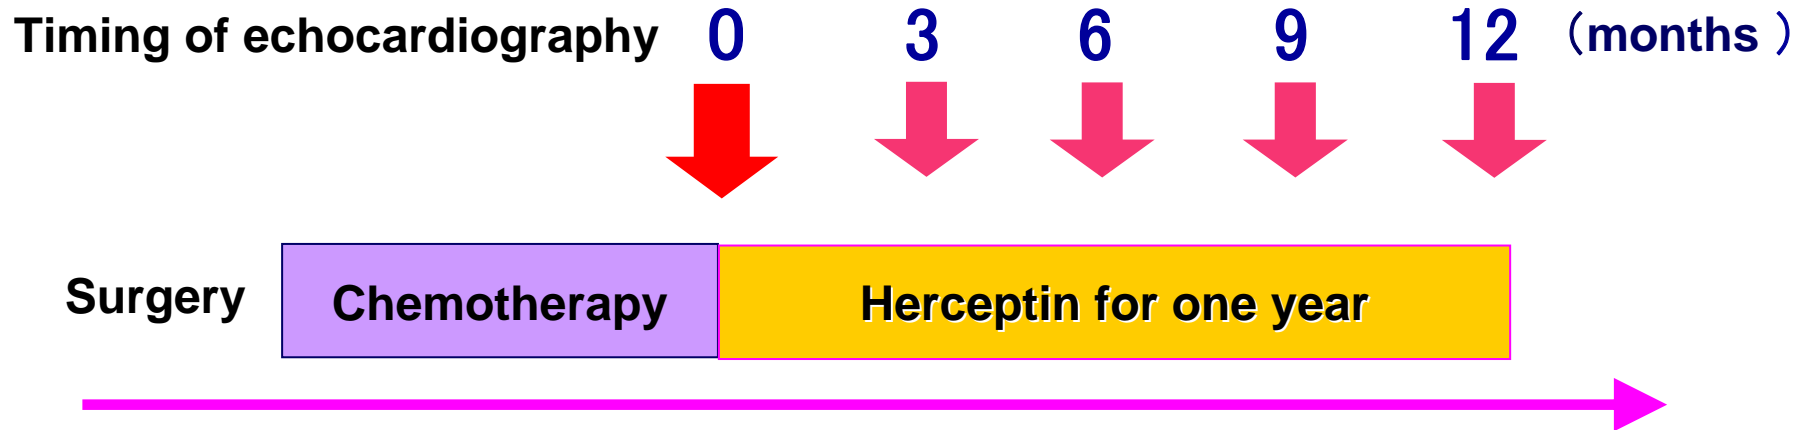 Timing of echocardiography 0 3 6 9 12 （months ）
Surgery Chemotherapy Herceptin for one year